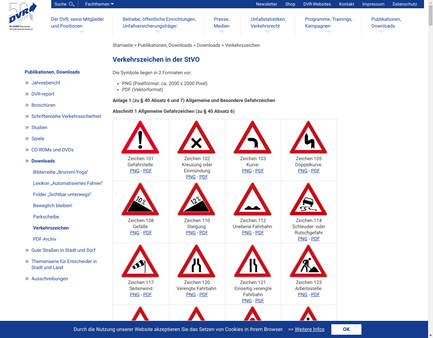 Suche
Fachthemen
Newsletter
Shop
DVR-Websites
Kontakt
Impressum
Datenschutz
50
DVR
Der DVR, seine Mitglieder
und Positionen
Betriebe, öffentliche Einrichtungen,
Unfallversicherungsträger
Presse,
Medien
Unfallstatistiken,
Verkehrsrecht
Programme, Trainings,
Kampagnen
Publikationen,
Downloads
Startseite > Publikationen, Downloads > Downloads > Verkehrszeichen
Publikationen, Downloads
Jahresbericht
DVR-report
Broschüren
Schriftenreihe Verkehrssicherheit
Studien
Spiele
CD-ROMs und DVDs
Downloads
Bilderreihe „Brummi-Yoga"
Lexikon „Automatisiertes Fahren"
Folder „Sichtbar unterwegs"
Beweglich bleiben!
Parkscheibe
Verkehrszeichen
PDF-Archiv
Gute Straßen in Stadt und Dorf
Themenseite für Entscheider in
Stadt und Land
Ausschreibungen
Verkehrszeichen in der StVO
Die Symbole liegen in 2 Formaten vor:
PNG (Pixelformat: ca. 2000 x 2000 Pixel)
PDF (Vektorformat)
Anlage 1 (zu § 40 Absatz 6 und 7) Allgemeine und Besondere Gefahrzeichen
Abschnitt 1 Allgemeine Gefahrzeichen (zu § 40 Absatz 6)
Zeichen 101
Gefahrstelle
PNG - PDF
Zeichen 102
Kreuzung oder
Einmündung
PNG - PDF
Zeichen 103
Kurve
PNG - PDF
Zeichen 105
Doppelkurve
PNG - PDF
10%
Zeichen 108
Gefälle
PNG - PDF
12%
Zeichen 110
Steigung
PNG - PDF
Zeichen 112
Unebene Fahrbahn
PNG - PDF
Zeichen 114
Schleuder- oder
Rutschgefahr
PNG - PDF
Zeichen 117
Seitenwind
PNG - PDF
Zeichen 120
Verengte Fahrbahn
PNG - PDF
Zeichen 121
Einseitig verengte
Fahrbahn
PNG - PDF
Zeichen 123
Arbeitsstelle
PNG - PDF
Durch die Nutzung unserer Website akzeptieren Sie das Setzen von Cookies in Ihrem Browser. >> Weitere Infos
OK